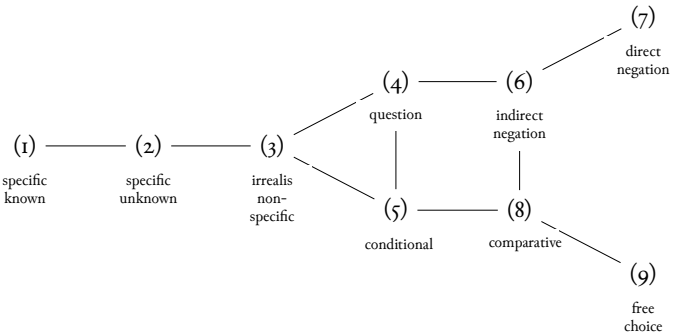 (7)
direct
negation
(4)
(6)
question
indirect
negation
(1)
(2)
(3)
specific
known
specific
unknown
irrealis
non-
specific
(5)
(8)
conditional
comparative
(9)
free
choice